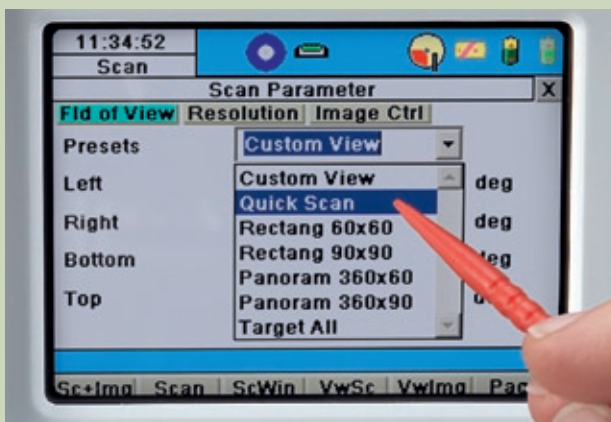 11:34:52
Scan
Scan Parameter X
Fld of View Resolution Image Ctrl
Presets Custom View
Left Custom View deg
Quick Scan
Right Rectang 60x60 deg
Bottom Rectang 90x90
Panoram 360x60
Top Panoram 360x90
Target All
Sc+Img Scan ScWin VwSc VwImg